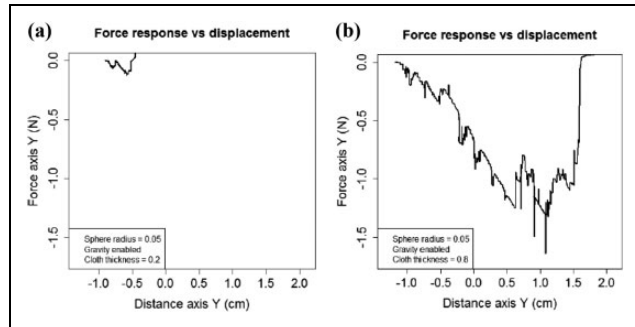 (a)
Force response vs displacement
0.0
-0.5
-1.0
-1.5
Force axis Y (N)
Sphere radius = 0.05
Gravity enabled
Cloth thickness = 0.2
-1.0 -0.5 0.0 0.5 1.0 1.5 2.0
Distance axis Y (cm)
(b)
Force response vs displacement
0.0
-0.5
-1.0
-1.5
Force axis Y (N)
Sphere radius = 0.05
Gravity enabled
Cloth thickness = 0.8
-1.0 -0.5 0.0 0.5 1.0 1.5 2.0
Distance axis Y (cm)